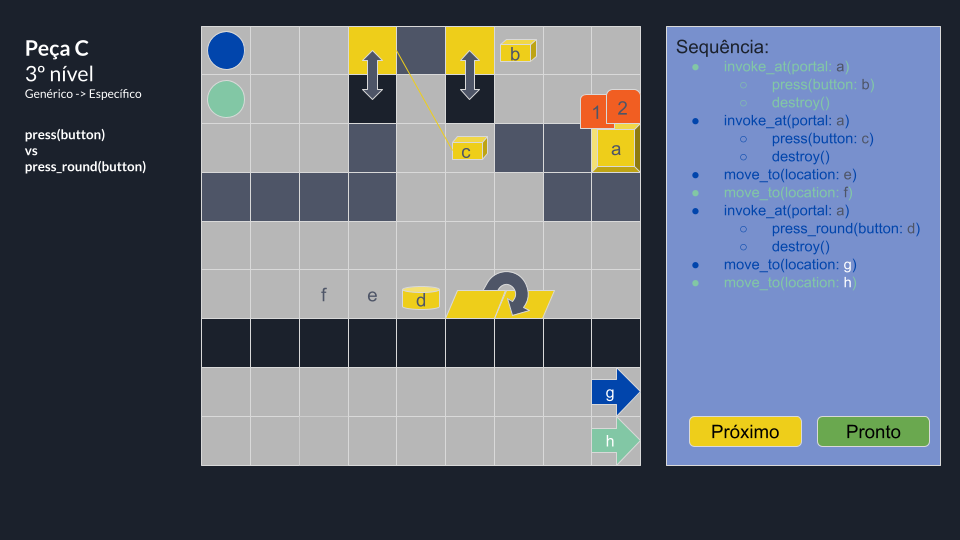 Peça C
3º nível
Genérico -> Específico
press(button)
vs
press_round(button)
b
1 2
c
a
f e d
g
h
Sequência:
● invoke_at(portal: a)
○ press(button: b)
○ destroy()
● invoke_at(portal: a)
○ press(button: c)
○ destroy()
● move_to(location: e)
● move_to(location: f)
● invoke_at(portal: a)
○ press_round(button: d)
○ destroy()
● move_to(location: g)
● move_to(location: h)
Próximo
Pronto